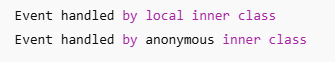 Event handled by local inner class
Event handled by anonymous inner class